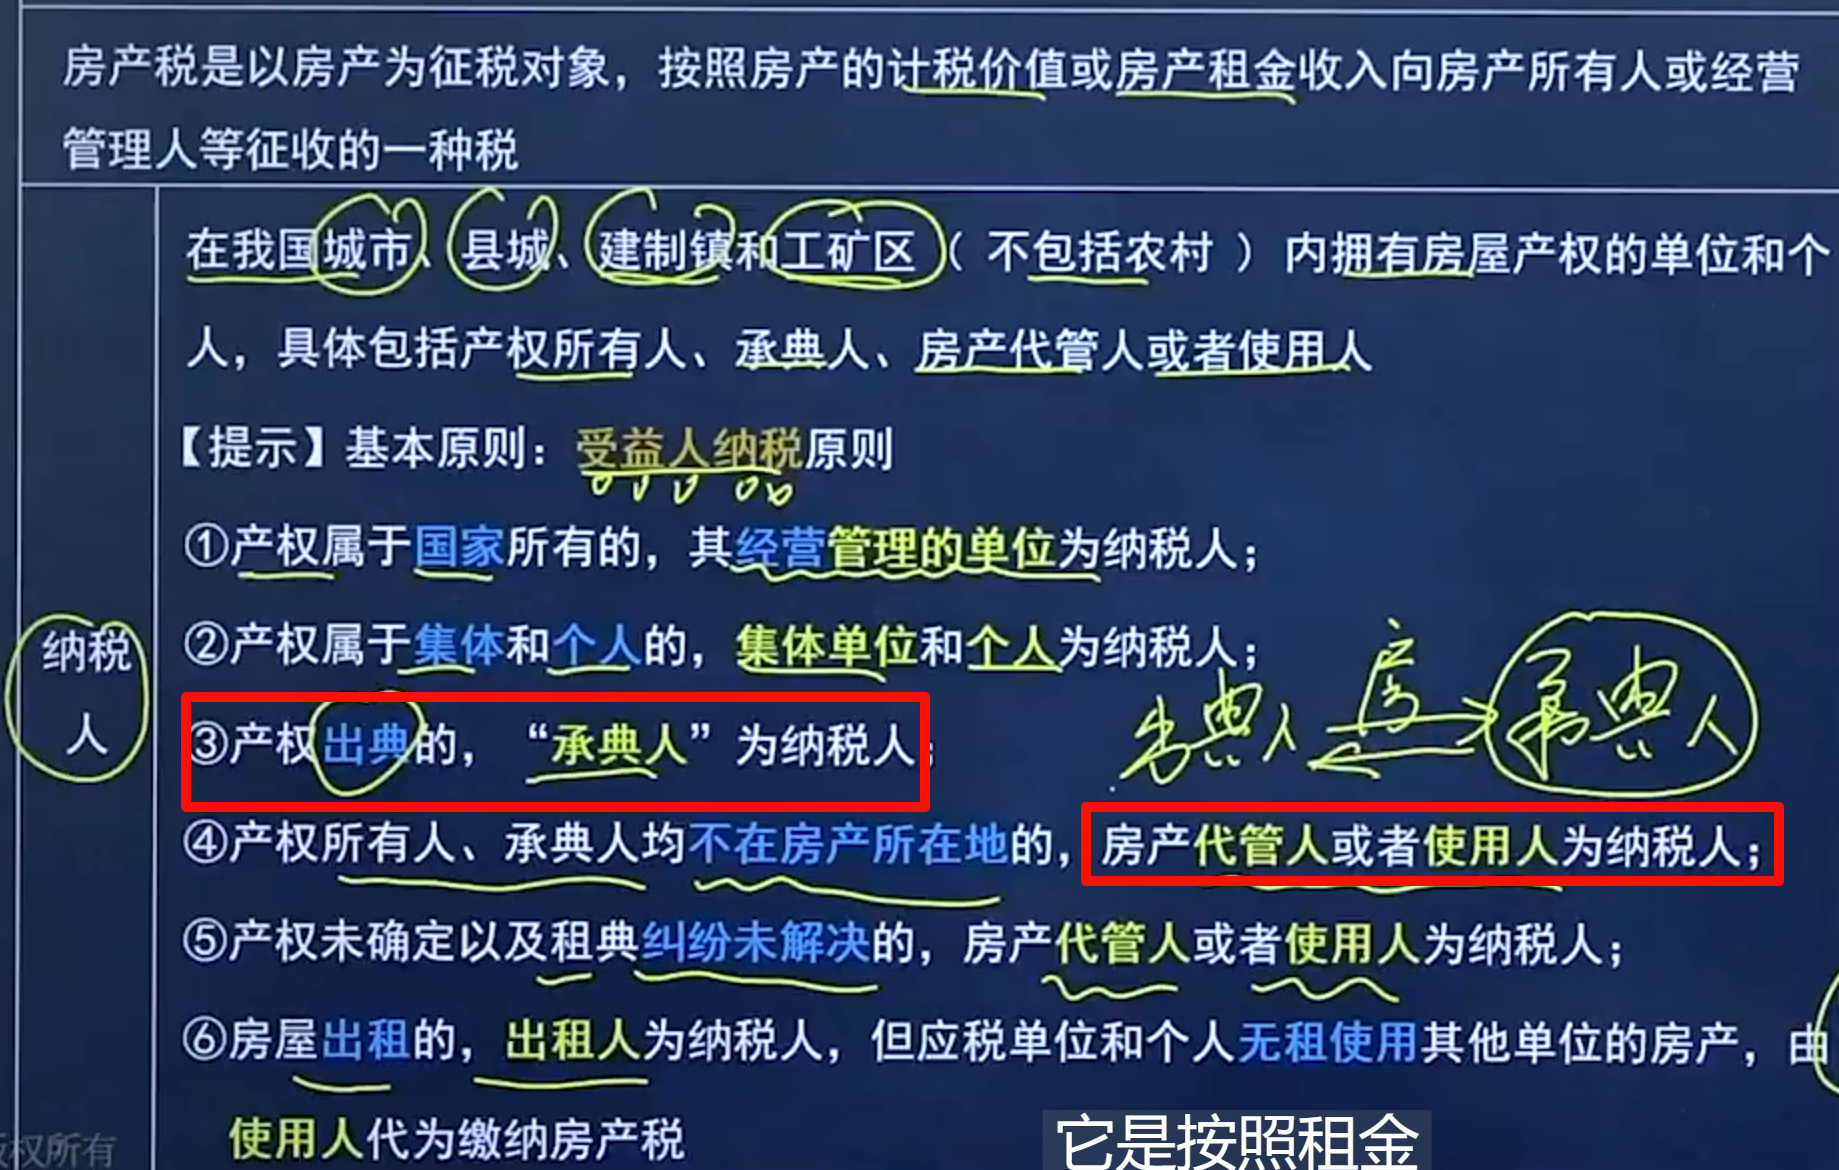 房产税是以房产为征税对象，按照房产的计税价值或房产租金收入向房产所有人或经营
管理人等征收的一种税
纳税
人
在我国城市、县城、建制镇和工矿区（不包括农村）内拥有房屋产权的单位和个
人，具体包括产权所有人、承典人、房产代管人或者使用人
【提示】基本原则：受益人纳税原则
①产权属于国家所有的，其经营管理的单位为纳税人；
②产权属于集体和个人的，集体单位和个人为纳税人；
③产权出典的，“承典人”为纳税人；
出典人 房 承典人
④产权所有人、承典人均不在房产所在地的，房产代管人或者使用人为纳税人；
⑤产权未确定以及租典纠纷未解决的，房产代管人或者使用人为纳税人；
⑥房屋出租的，出租人为纳税人，但应税单位和个人无租使用其他单位的房产，由
使用人代为缴纳房产税
版权所有
它是按照租金